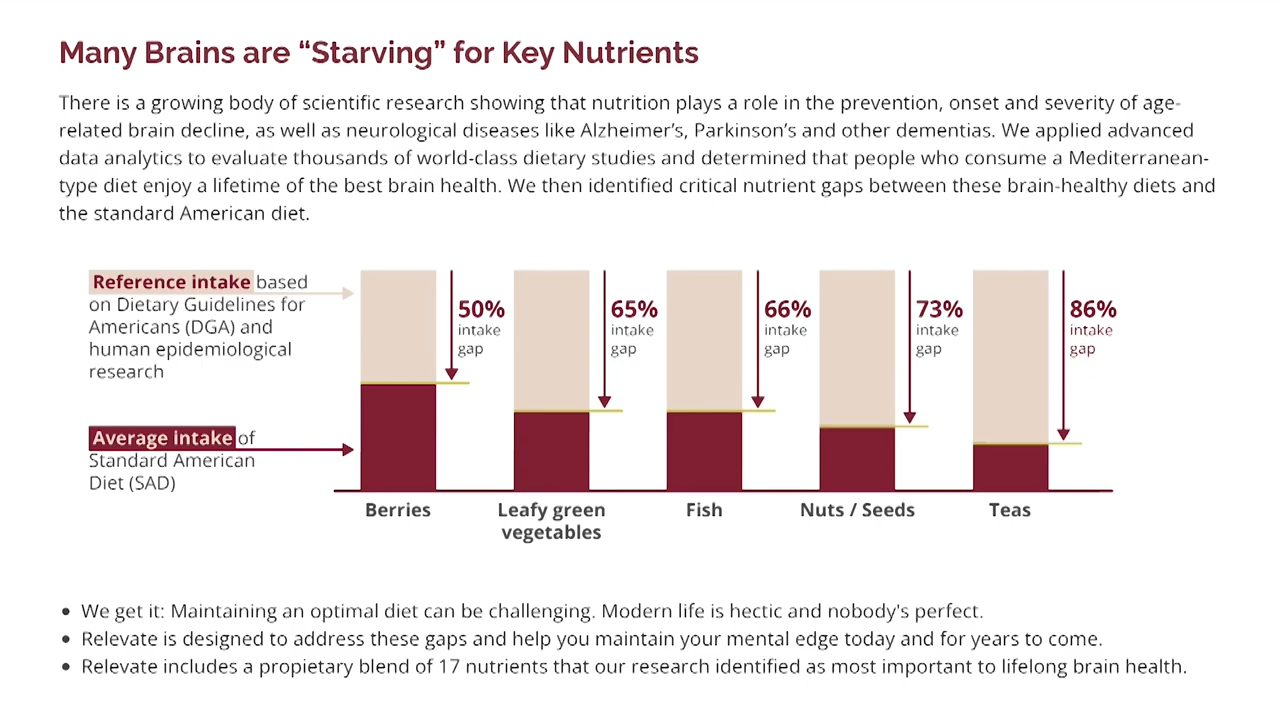 Many Brains are “Starving” for Key Nutrients
There is a growing body of scientific research showing that nutrition plays a role in the prevention, onset and severity of age-
related brain decline, as well as neurological diseases like Alzheimer’s, Parkinson’s and other dementias. We applied advanced
data analytics to evaluate thousands of world-class dietary studies and determined that people who consume a Mediterranean-
type diet enjoy a lifetime of the best brain health. We then identified critical nutrient gaps between these brain-healthy diets and
the standard American diet.
Reference intake based
on Dietary Guidelines for
Americans (DGA) and
human epidemiological
research
Average intake of
Standard American
Diet (SAD)
50%
intake
gap
65%
intake
gap
66%
intake
gap
73%
intake
gap
86%
intake
gap
Berries
Leafy green
vegetables
Fish
Nuts / Seeds
Teas
• We get it: Maintaining an optimal diet can be challenging. Modern life is hectic and nobody's perfect.
• Relevate is designed to address these gaps and help you maintain your mental edge today and for years to come.
• Relevate includes a propietary blend of 17 nutrients that our research identified as most important to lifelong brain health.